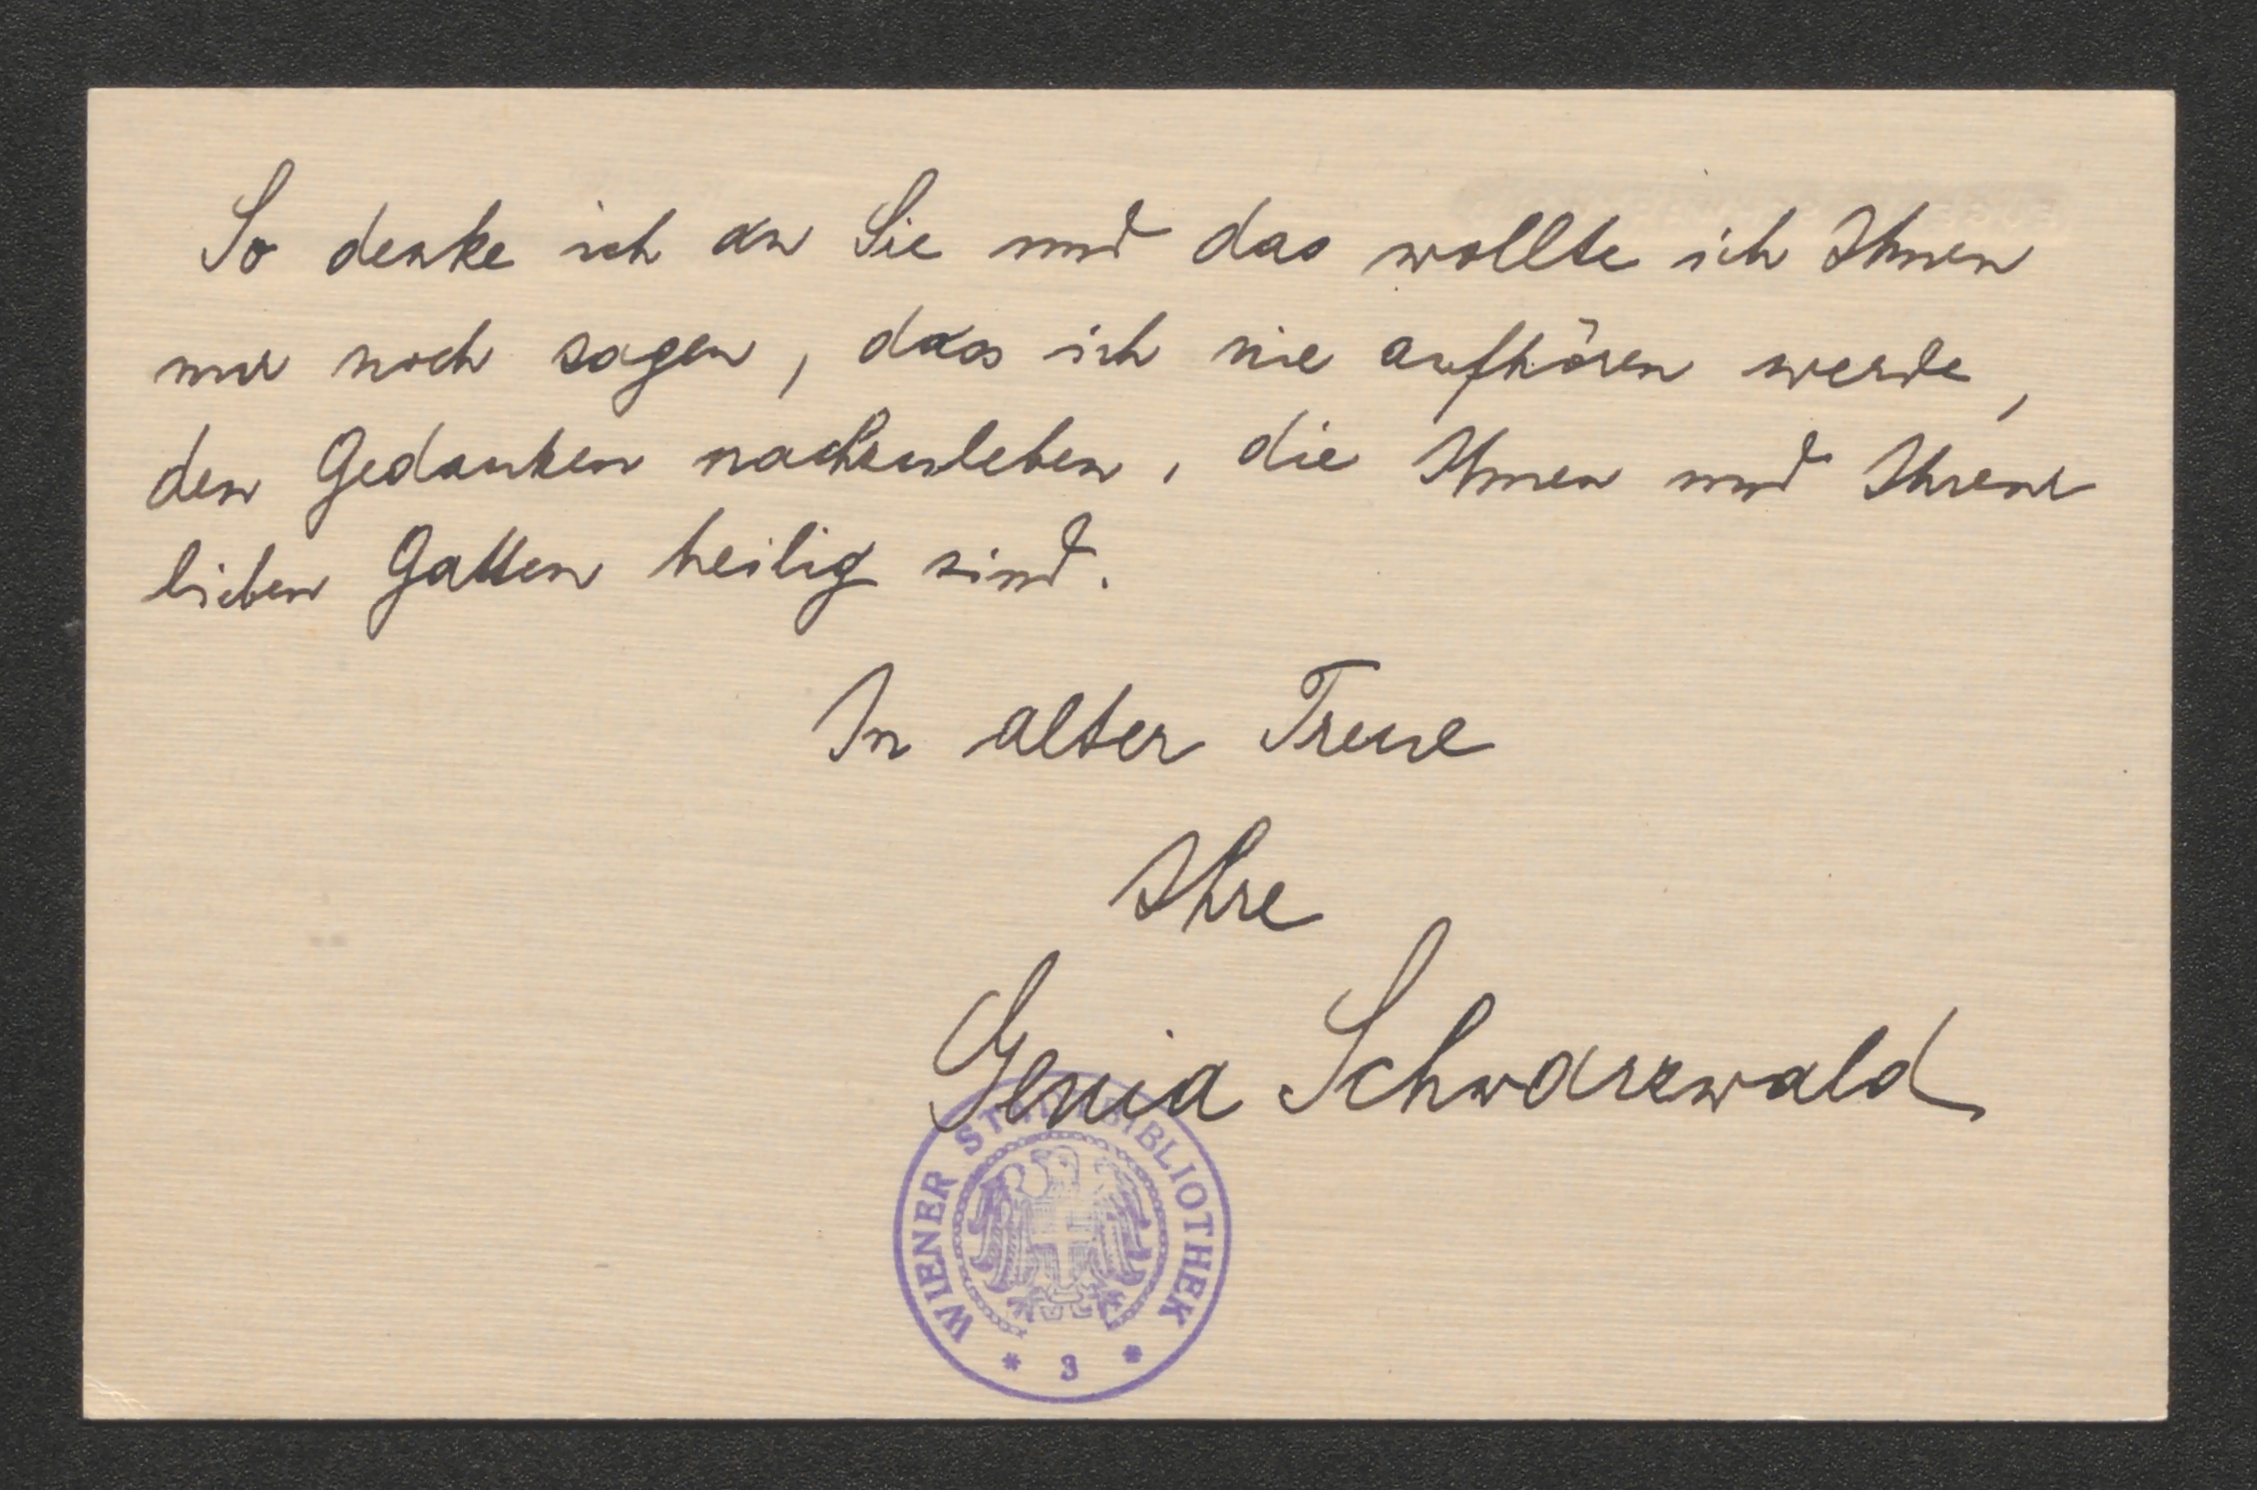 So denke ich an Sie und das wollte ich Ihnen
nur noch sagen, dass ich nie aufhören werde,
den Gedanken nachzuleben, die Ihnen und Ihrem
lieben Gatten heilig sind.
In alter Treue
Ihre
Genia Schwarzwald
WIENER STADTBIBLIOTHEK
* 3 *